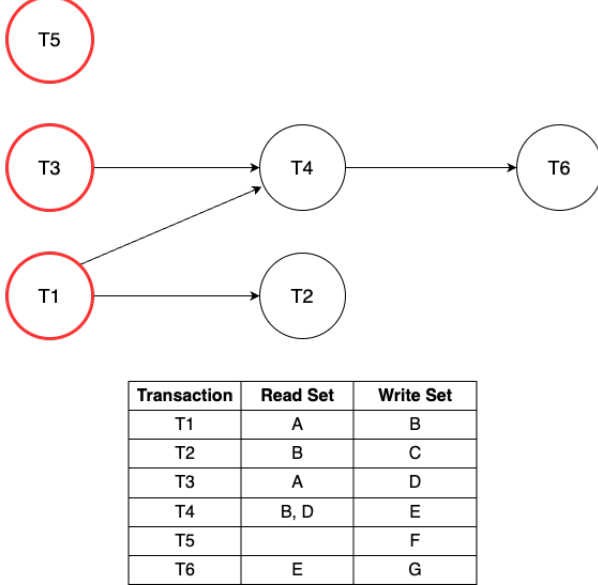 T5
T3 T4 T6
T1 T2
Transaction Read Set Write Set
T1 A B
T2 B C
T3 A D
T4 B, D E
T5 F
T6 E G